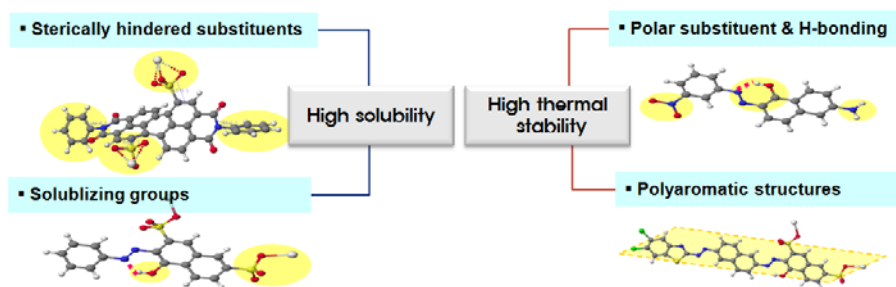 ▪ Sterically hindered substituents
▪ Polar substituent & H-bonding
High solubility
High thermal
stability
▪ Solublizing groups
▪ Polyaromatic structures